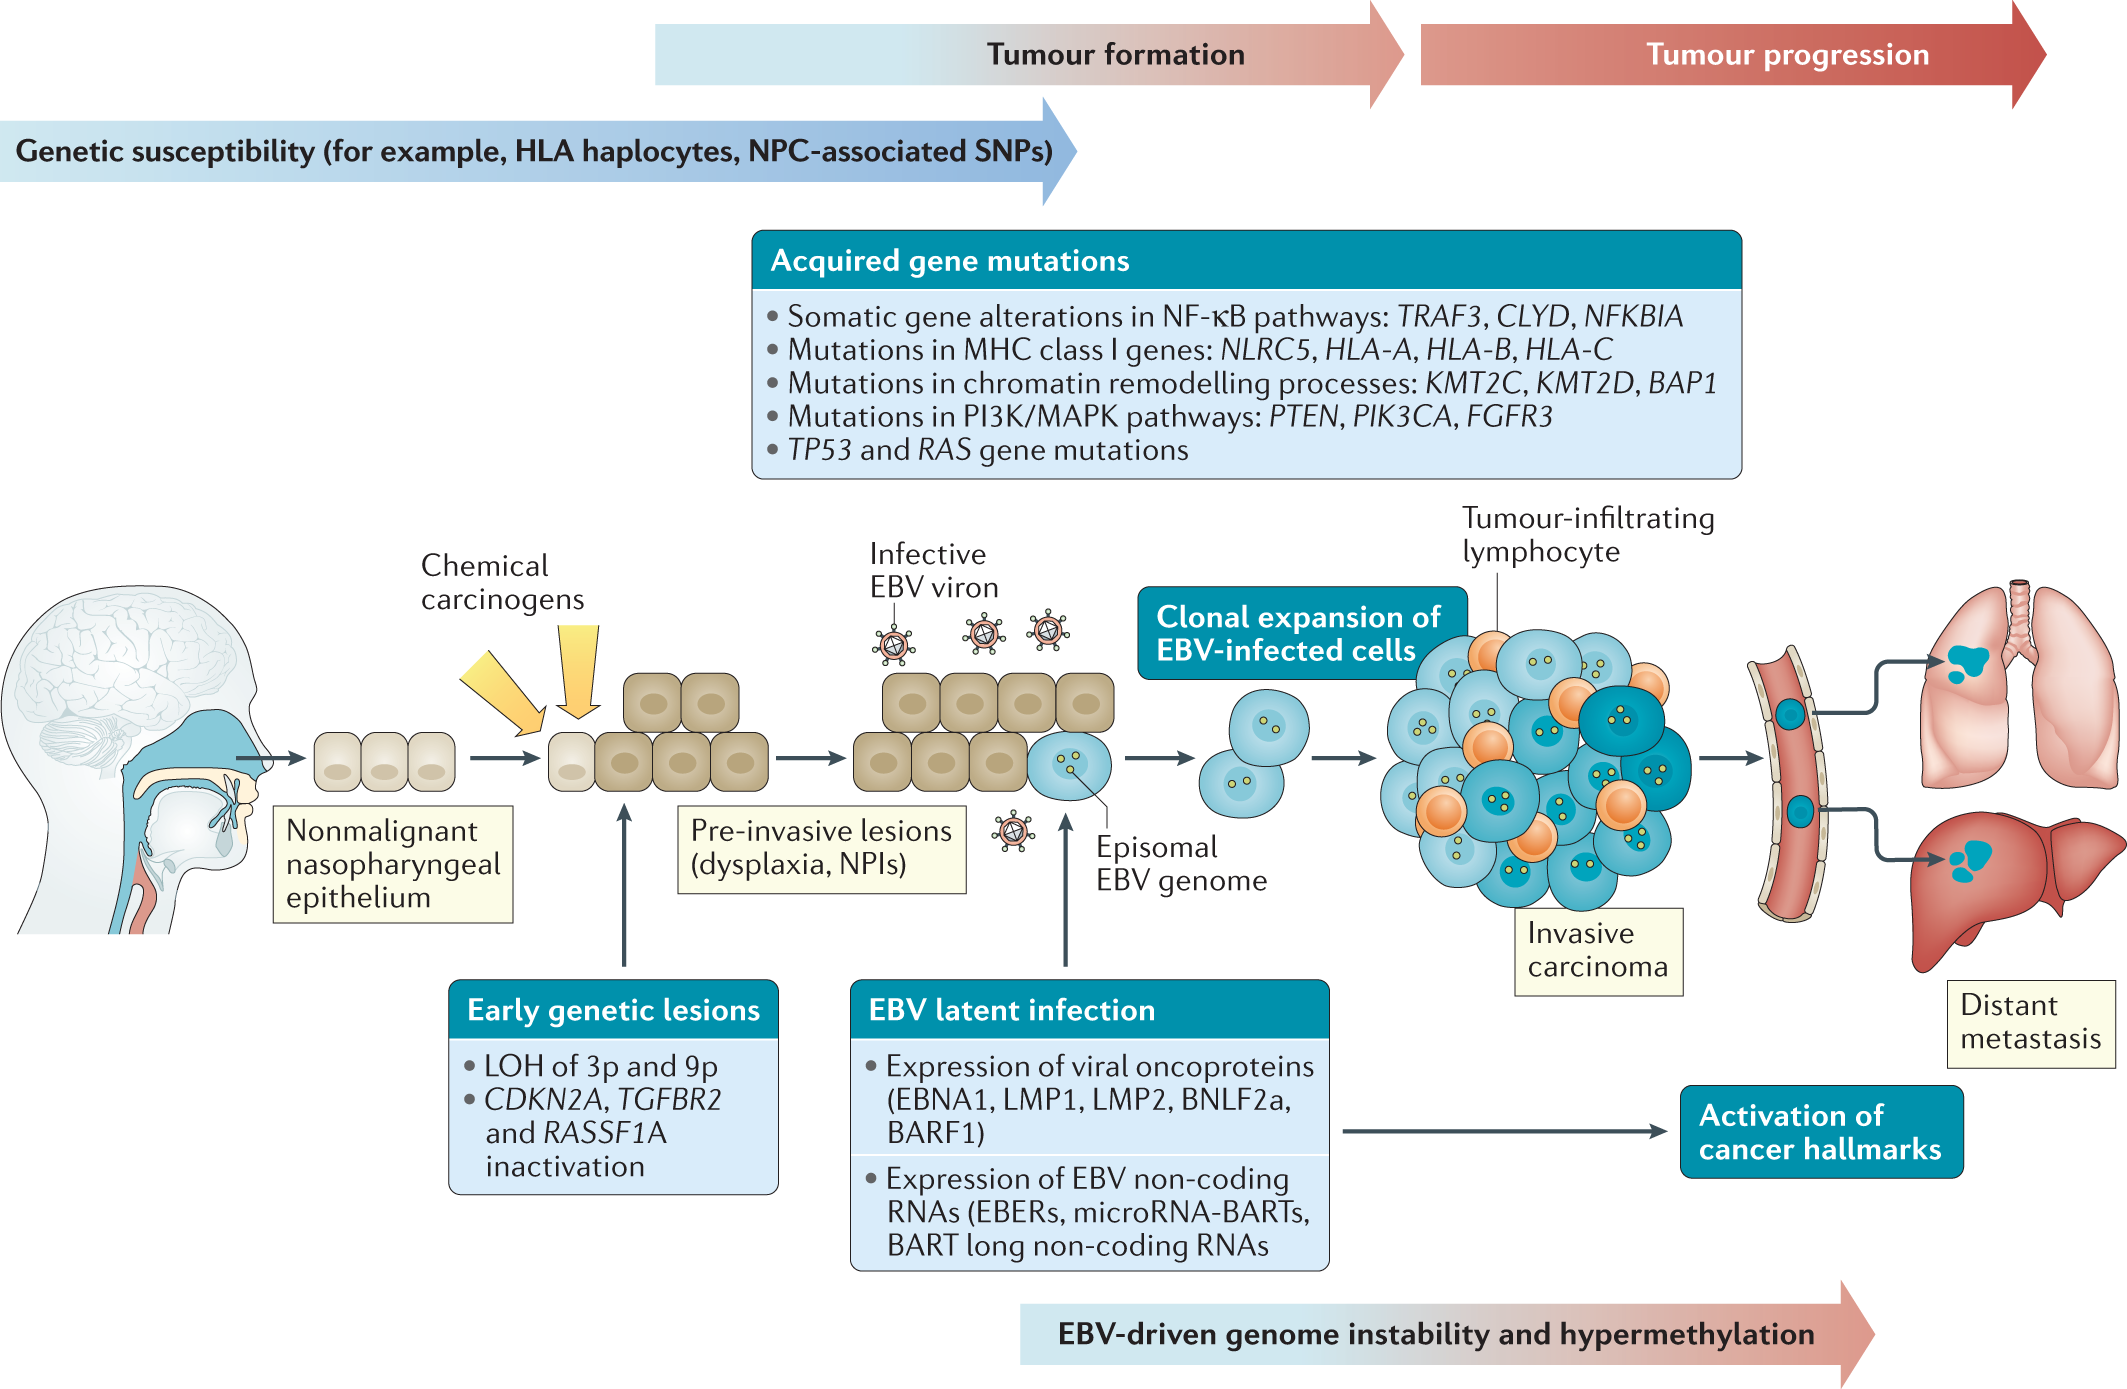 Tumour formation
Tumour progression
Genetic susceptibility (for example, HLA haplocytes, NPC-associated SNPs)
Acquired gene mutations
• Somatic gene alterations in NF-κB pathways: TRAF3, CLYD, NFKBIA
• Mutations in MHC class I genes: NLRC5, HLA-A, HLA-B, HLA-C
• Mutations in chromatin remodelling processes: KMT2C, KMT2D, BAP1
• Mutations in PI3K/MAPK pathways: PTEN, PIK3CA, FGFR3
• TP53 and RAS gene mutations
Chemical
carcinogens
Infective
EBV viron
Tumour-infiltrating
lymphocyte
Clonal expansion of
EBV-infected cells
Nonmalignant
nasopharyngeal
epithelium
Pre-invasive lesions
(dysplaxia, NPIs)
Episomal
EBV genome
Invasive
carcinoma
Distant
metastasis
Early genetic lesions
• LOH of 3p and 9p
• CDKN2A, TGFBR2
and RASSF1A
inactivation
EBV latent infection
• Expression of viral oncoproteins
(EBNA1, LMP1, LMP2, BNLF2a,
BARF1)
• Expression of EBV non-coding
RNAs (EBERs, microRNA-BARTs,
BART long non-coding RNAs
Activation of
cancer hallmarks
EBV-driven genome instability and hypermethylation